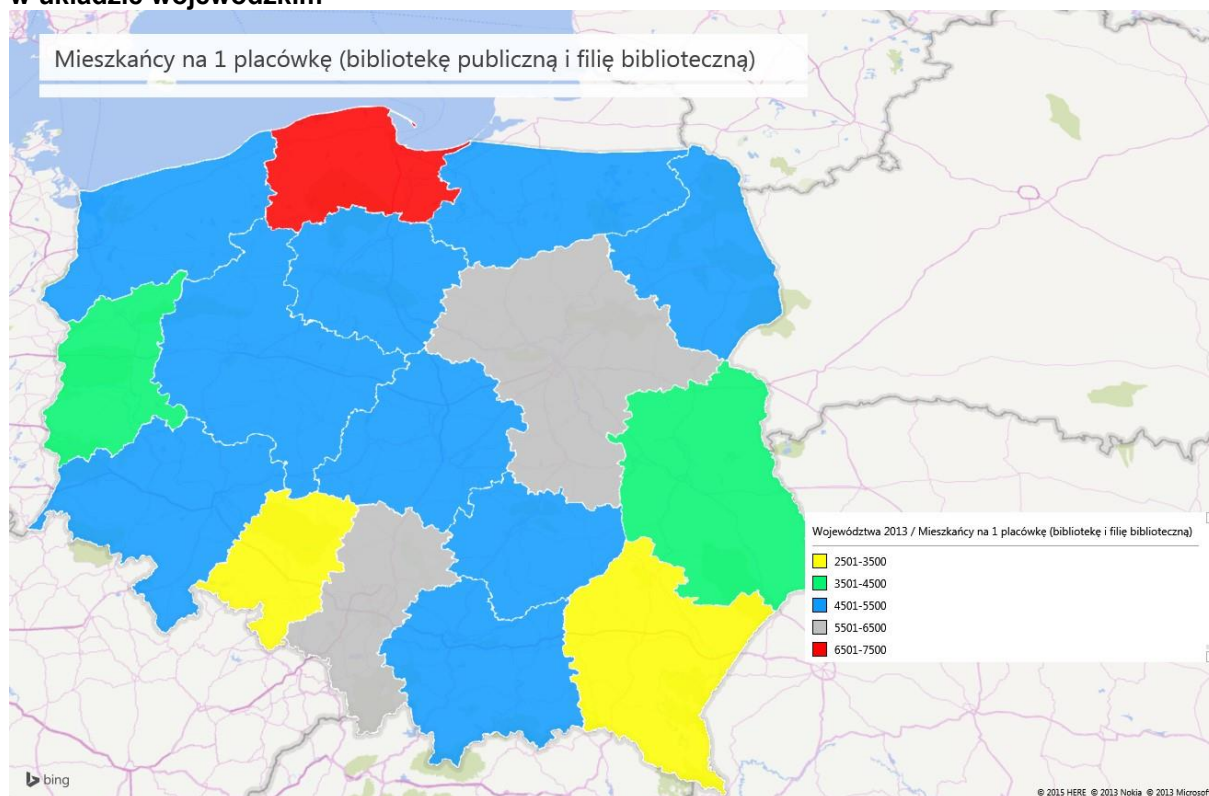 w układzie wojewódzkim
Mieszkańcy na 1 placówkę (bibliotekę publiczną i filię biblioteczną)
Województwa 2013 / Mieszkańcy na 1 placówkę (bibliotekę i filię biblioteczną)
2501-3500
3501-4500
4501-5500
5501-6500
6501-7500
bing
© 2015 HERE © 2013 Nokia © 2013 Microsoft